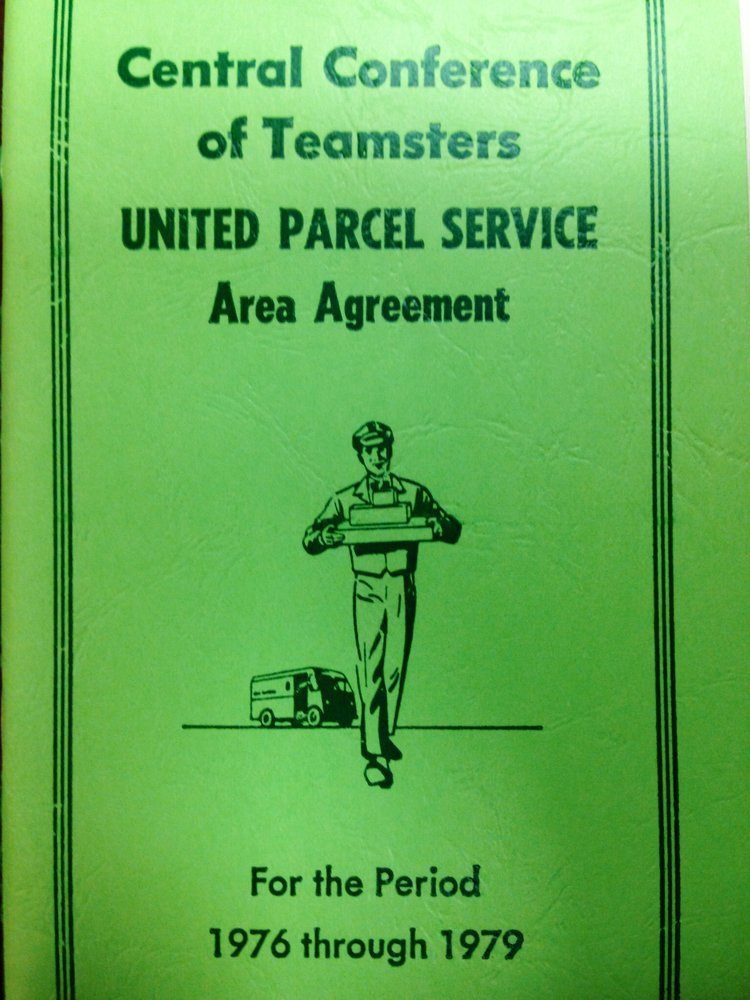 Central Conference
of Teamsters
UNITED PARCEL SERVICE
Area Agreement
For the Period
1976 through 1979